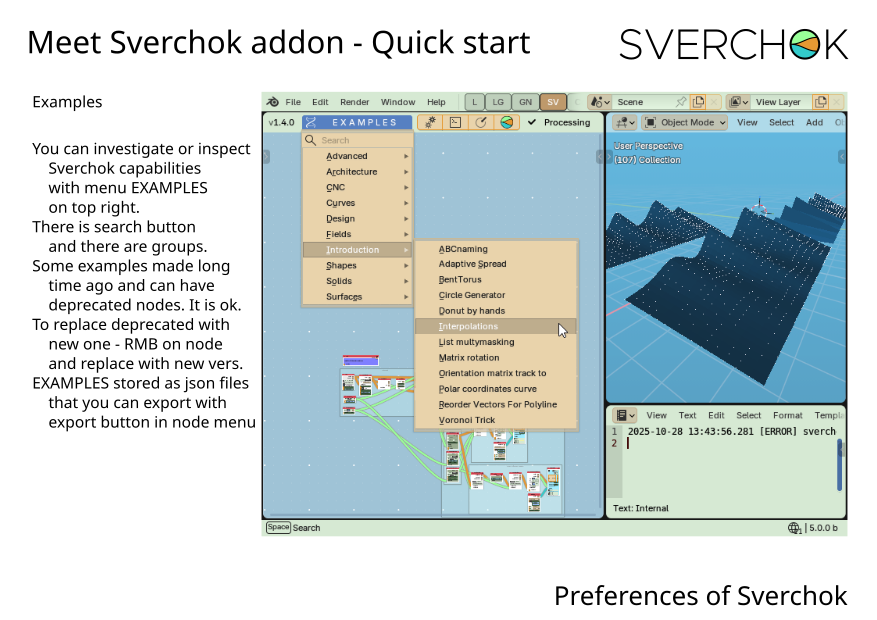 Meet Sverchok addon - Quick start
SVERCHOK
Examples
You can investigate or inspect
Sverchok capabilities
with menu EXAMPLES
on top right.
There is search button
and there are groups.
Some examples made long
time ago and can have
deprecated nodes. It is ok.
To replace deprecated with
new one - RMB on node
and replace with new vers.
EXAMPLES stored as json files
that you can export with
export button in node menu
File Edit Render Window Help L LG GN SV Scene View Layer
v1.4.0 EXAMPLES Processing
Object Mode View Select Add
Search
Advanced
Architecture
CNC
Curves
Design
Fields
Introduction
Shapes
Solids
Surfaces
ABCnaming
Adaptive Spread
BentTorus
Circle Generator
Donut by hands
Interpolations
List multymasking
Matrix rotation
Orientation matrix track to
Polar coordinates curve
Reorder Vectors For Polyline
Voronoi Trick
User Perspective
(107) Collection
View Text Edit Select Format Templa
1 2025-10-28 13:43:56.281 [ERROR] sverch
2
Text: Internal
Space Search
5.0.0 b
Preferences of Sverchok